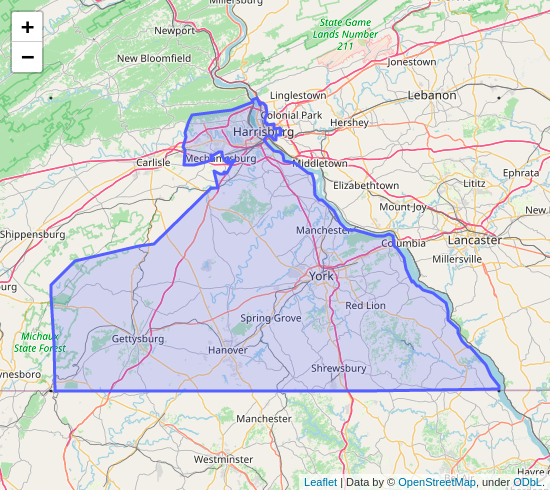 Millersburg
State Game
Lands Number
211
Newport
+
−
New Bloomfield
Jonestown
Linglestown
Lebanon
Colonial Park
Hershey
Harrisburg
Carlisle
Mechanicsburg
Middletown
Ephrata
Elizabethtown
Lititz
Mount Joy
New
Shippensburg
Manchester
Columbia
Lancaster
Millersville
York
urg
Red Lion
Spring Grove
Michaux
State Forest
Gettysburg
Hanover
Shrewsbury
ynesboro
Manchester
Westminster
Havre d
Leaflet | Data by © OpenStreetMap, under ODbL.